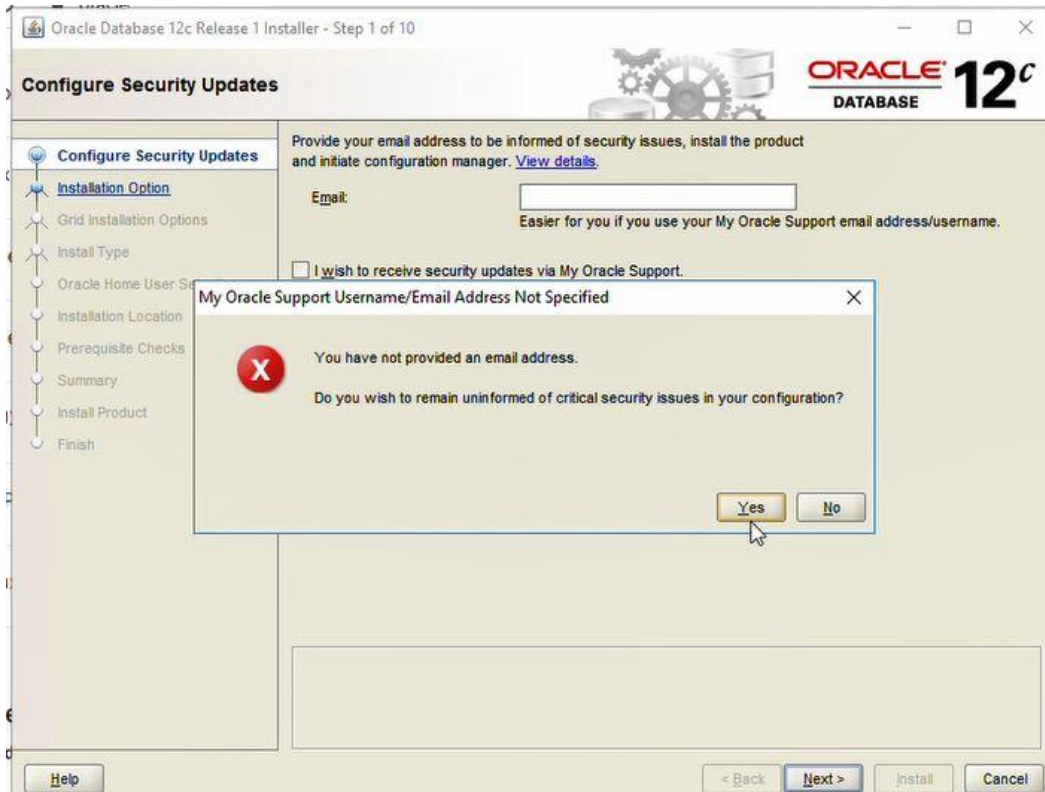 Oracle Database 12c Release 1 Installer - Step 1 of 10
Configure Security Updates
ORACLE 12c
DATABASE
Configure Security Updates
Installation Option
Grid Installation Options
Install Type
Oracle Home User Se
Installation Location
Prerequisite Checks
Summary
Install Product
Finish
Provide your email address to be informed of security issues, install the product
and initiate configuration manager. View details.
Email:
Easier for you if you use your My Oracle Support email address/username.
I wish to receive security updates via My Oracle Support.
My Oracle Support Username/Email Address Not Specified
You have not provided an email address.
Do you wish to remain uninformed of critical security issues in your configuration?
Yes No
Help < Back Next > Install Cancel